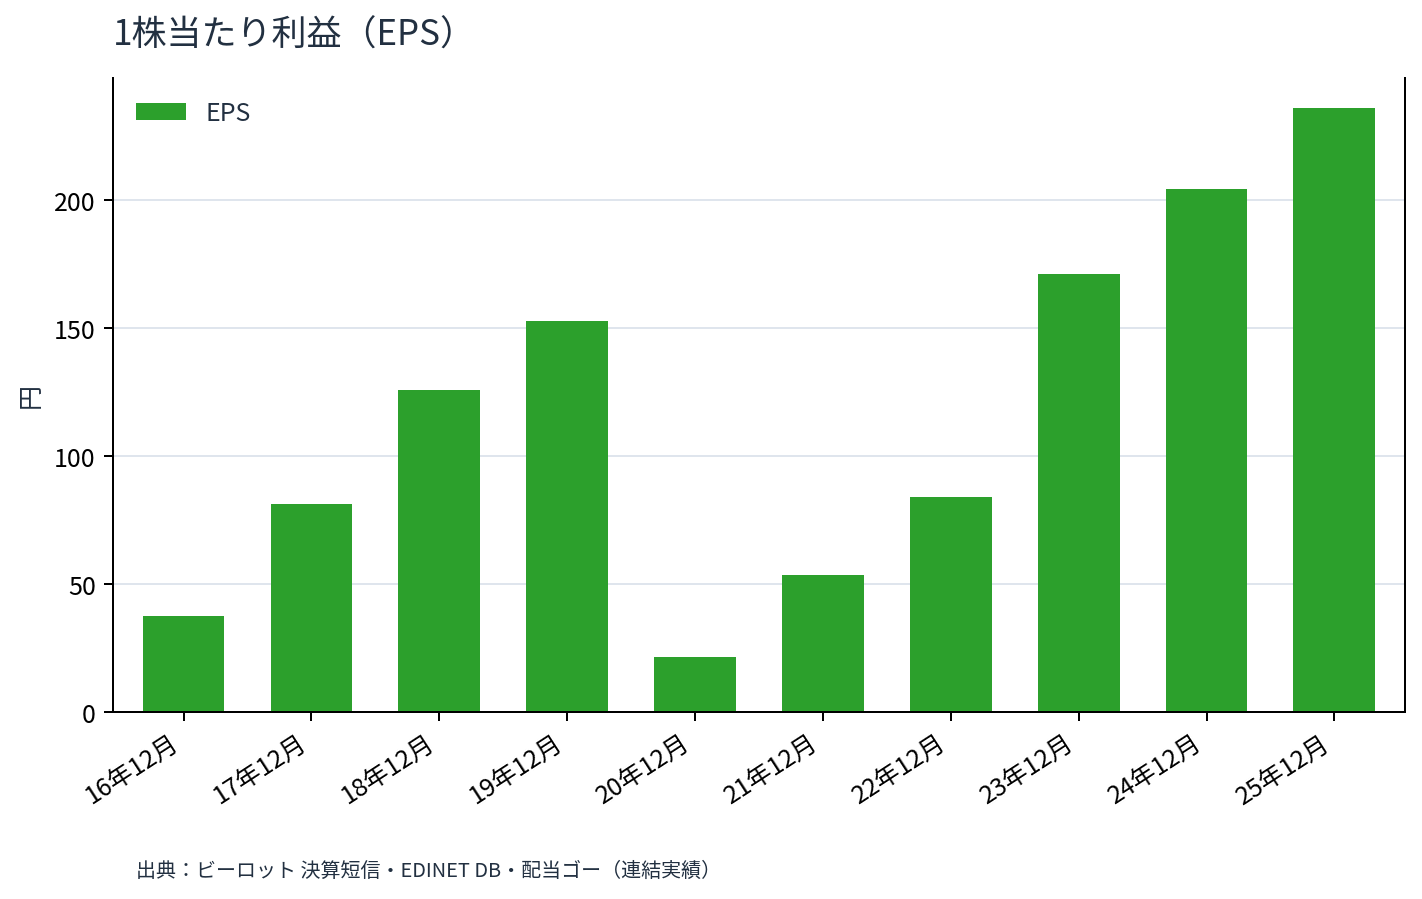 1株当たり利益（EPS）
EPS
円
200
150
100
50
0
16年12月
17年12月
18年12月
19年12月
20年12月
21年12月
22年12月
23年12月
24年12月
25年12月
出典：ビーロット 決算短信・EDINET DB・配当ゴー（連結実績）